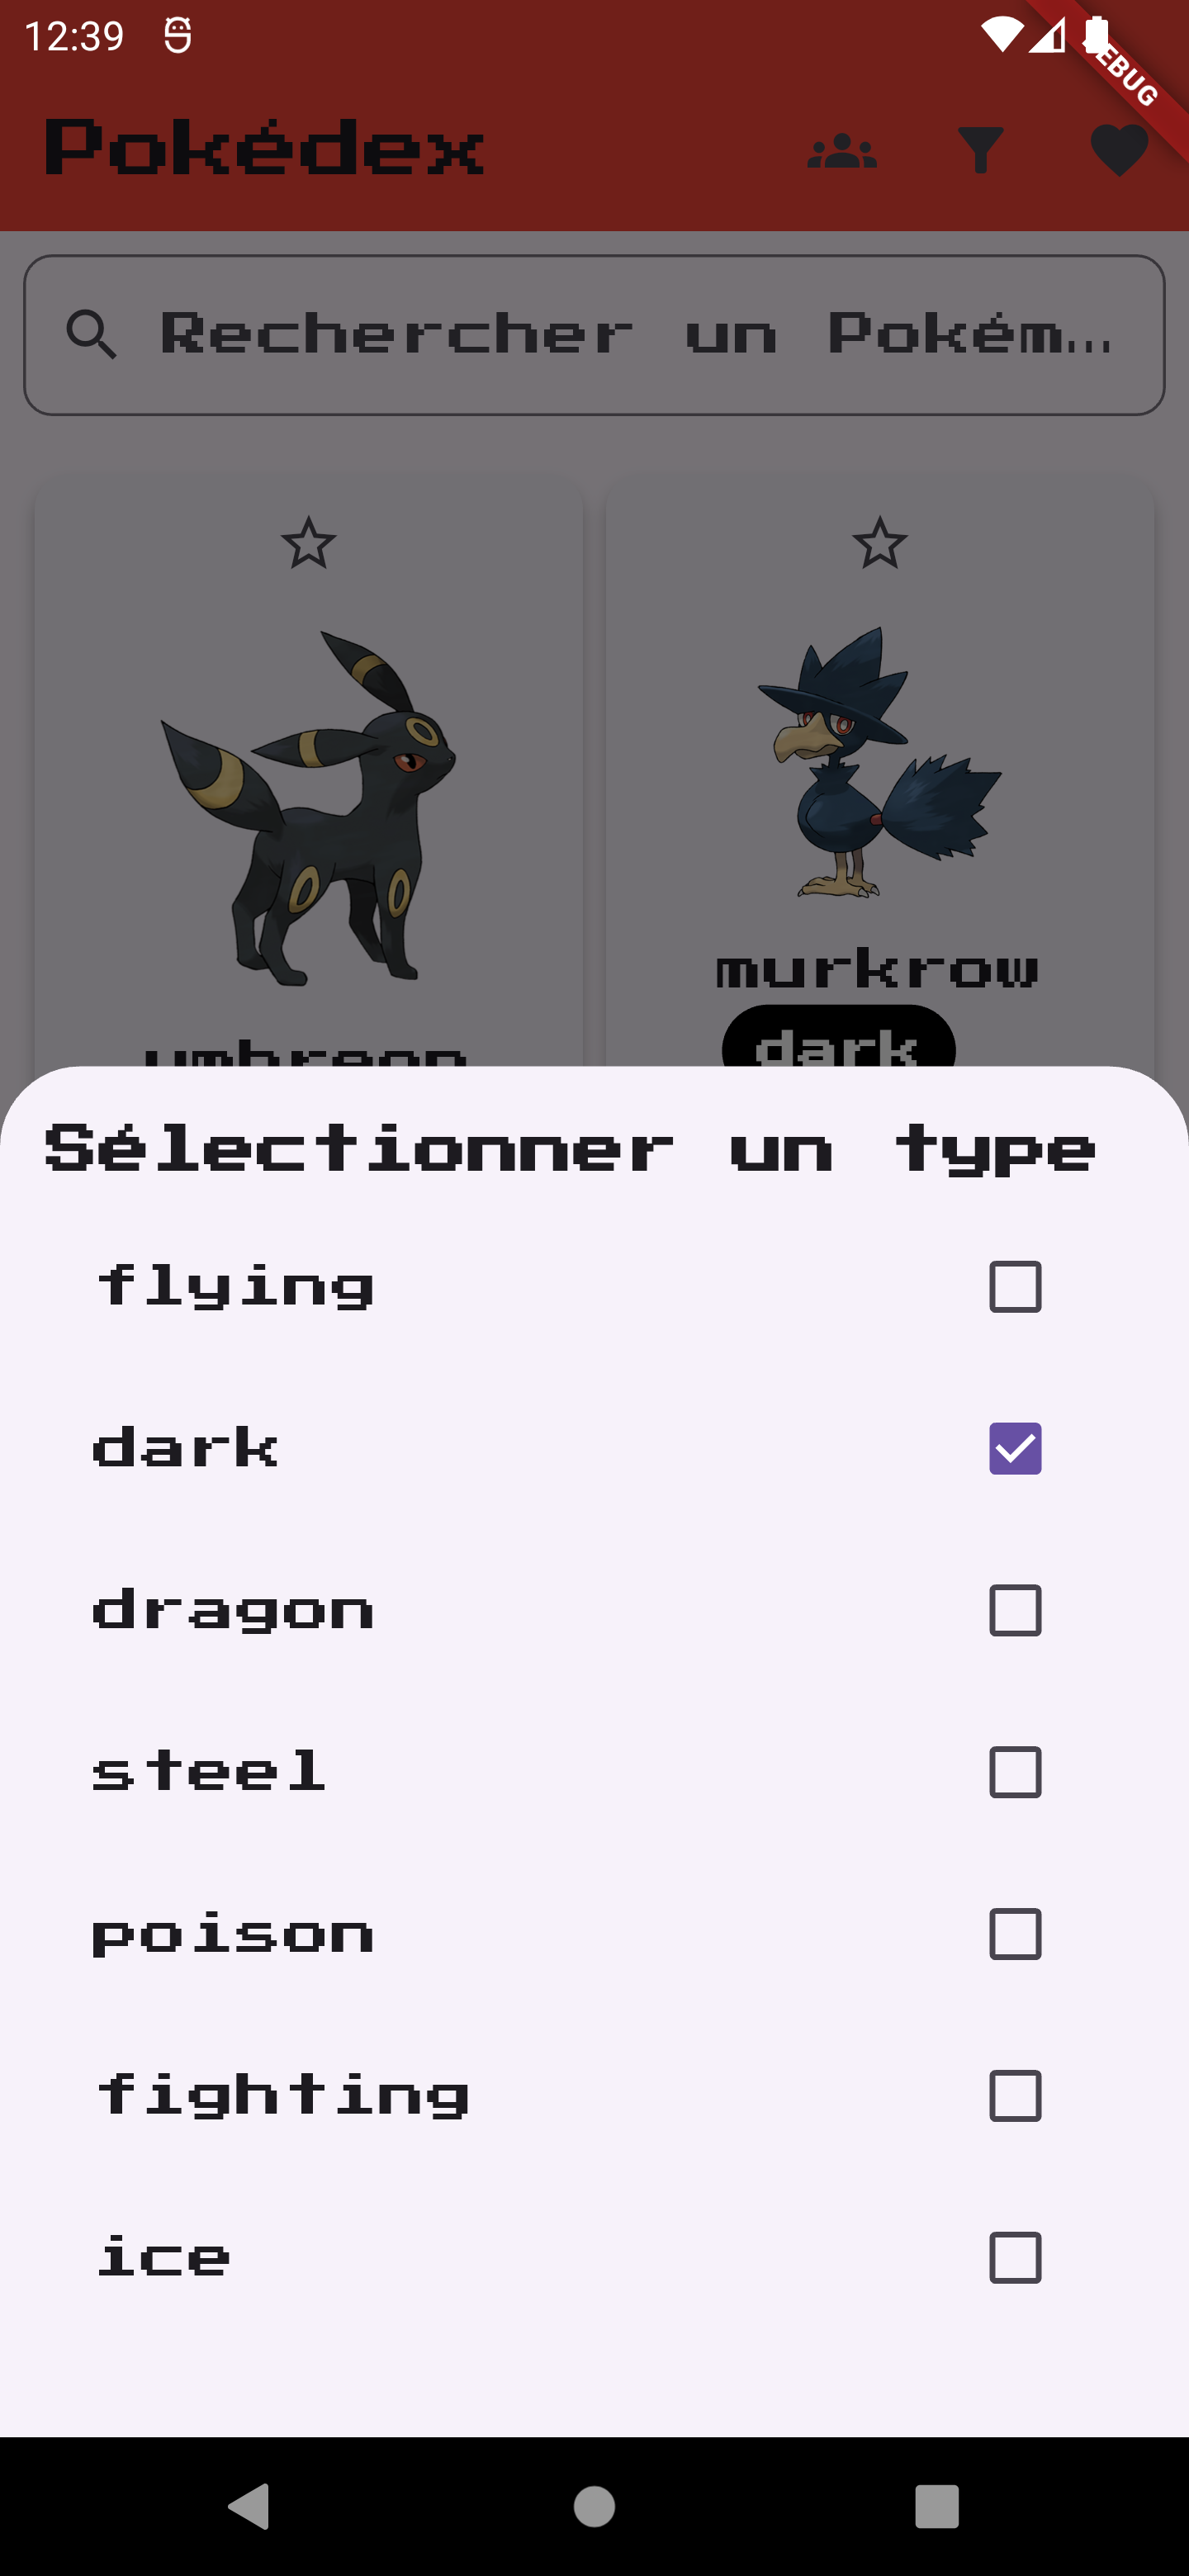 12:39
DEBUG
Pokédex
Rechercher un Pokém...
murkrow
umbreon
dark
Sélectionner un type
flying
dark
dragon
steel
poison
fighting
ice